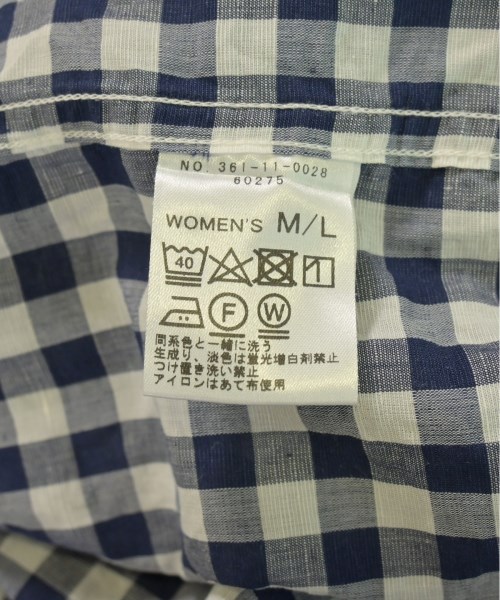 NO. 361-11-0028
60275
WOMEN'S M/L
40
F W
同系色と一緒に洗う
生成り、淡色は蛍光増白剤禁止
つけ置き洗い禁止
アイロンはあて布使用